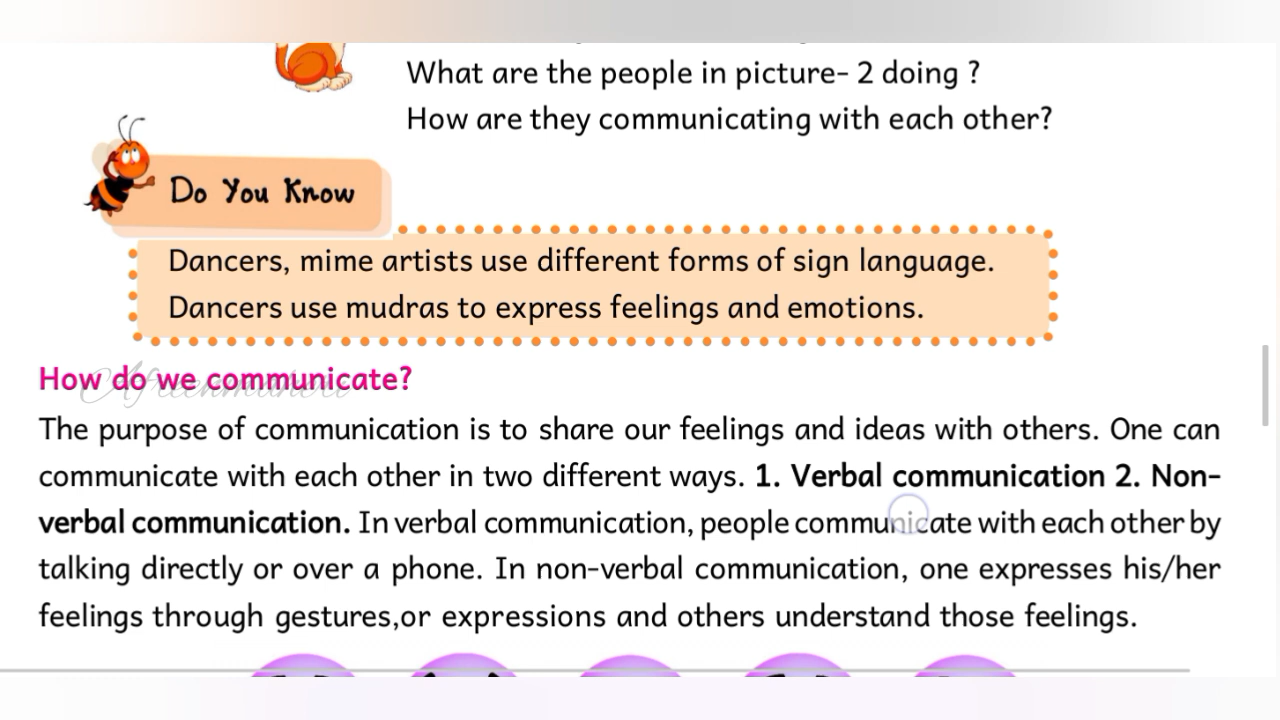 What are the people in picture- 2 doing ?
How are they communicating with each other?
Do You Know
Dancers, mime artists use different forms of sign language.
Dancers use mudras to express feelings and emotions.
How do we communicate?
The purpose of communication is to share our feelings and ideas with others. One can
communicate with each other in two different ways. 1. Verbal communication 2. Non-
verbal communication. In verbal communication, people communicate with each other by
talking directly or over a phone. In non-verbal communication, one expresses his/her
feelings through gestures,or expressions and others understand those feelings.